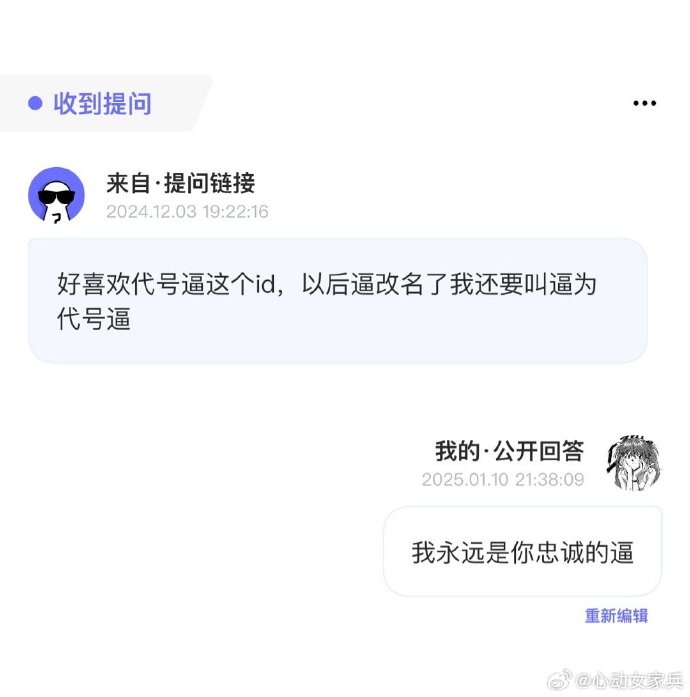 收到提问
来自·提问链接
2024.12.03 19:22:16
好喜欢代号逼这个id，以后逼改名了我还要叫逼为
代号逼
我的·公开回答
2025.01.10 21:38:09
我永远是你忠诚的逼
重新编辑
@心动女家兵